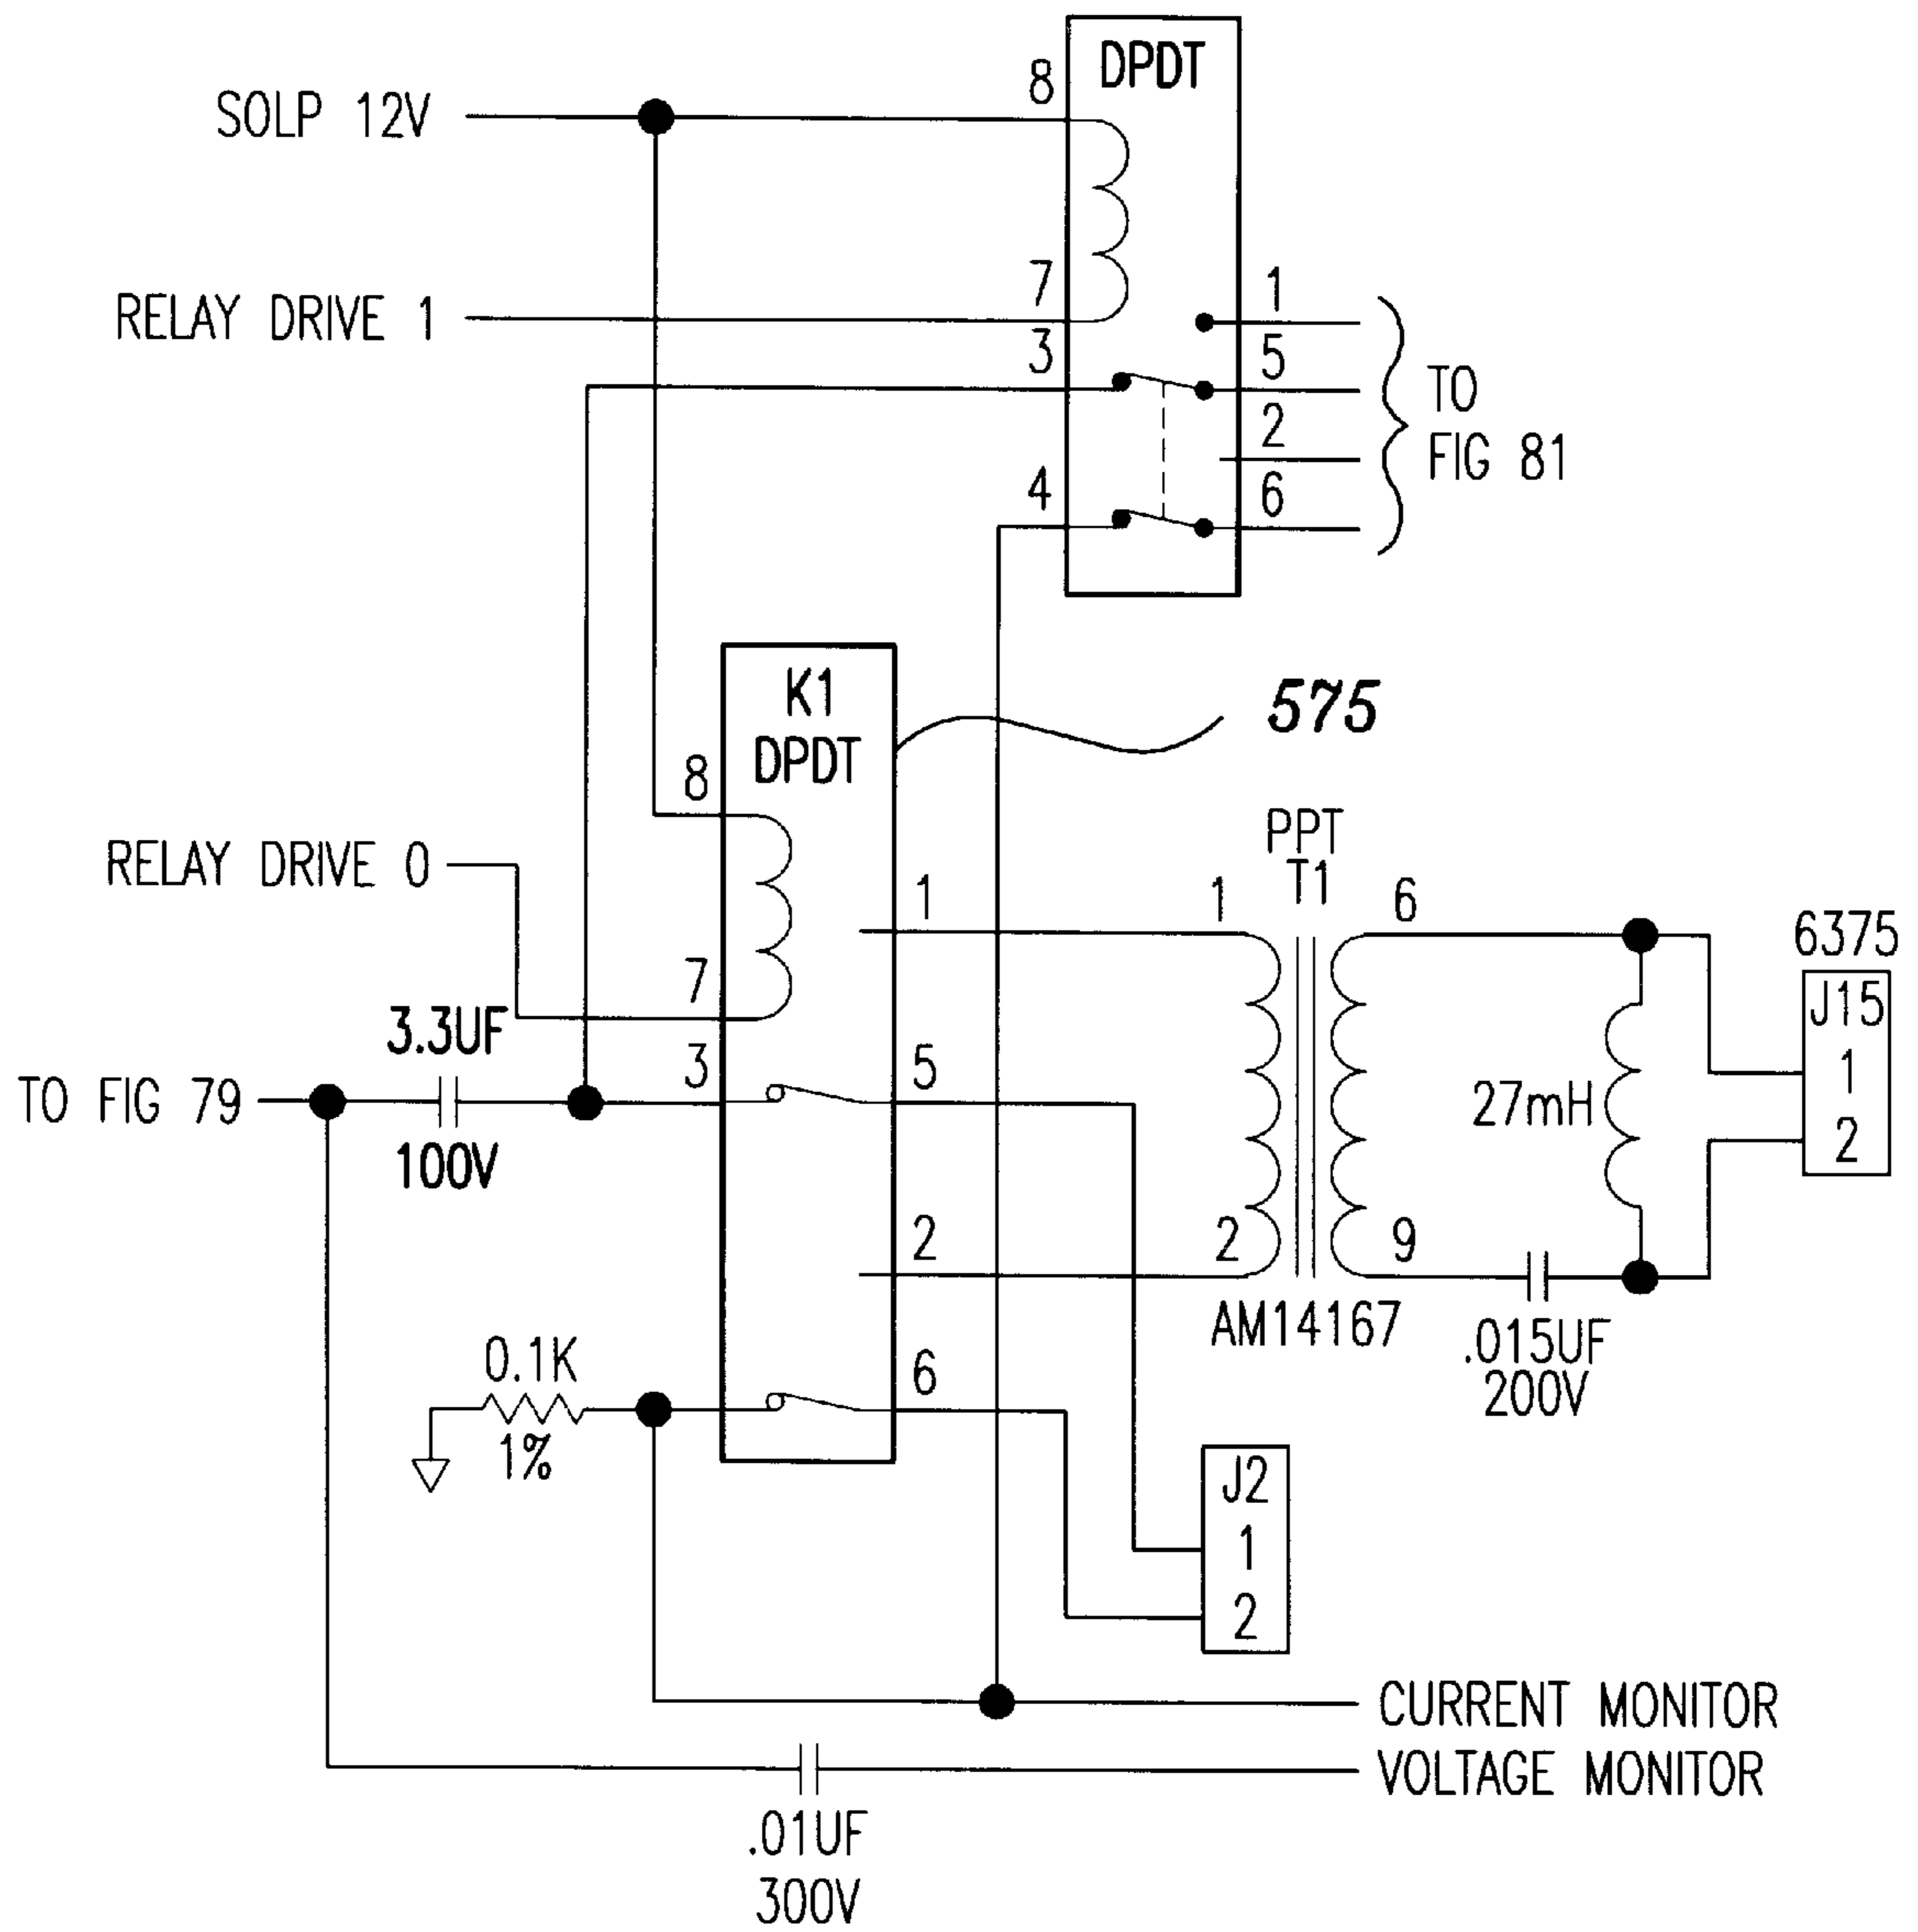 DPDT
8
SOLP 12V
7
RELAY DRIVE 1
1
3
5
TO
2
FIG 81
4
6
K1
DPDT
575
8
PPT
T1
RELAY DRIVE 0
1
1
6
6375
7
J15
3.3UF
1
3
5
27mH
TO FIG 79
2
100V
2
2
9
AM14167
.015UF
200V
0.1K
6
1%
J2
1
2
CURRENT MONITOR
VOLTAGE MONITOR
.01UF
300V